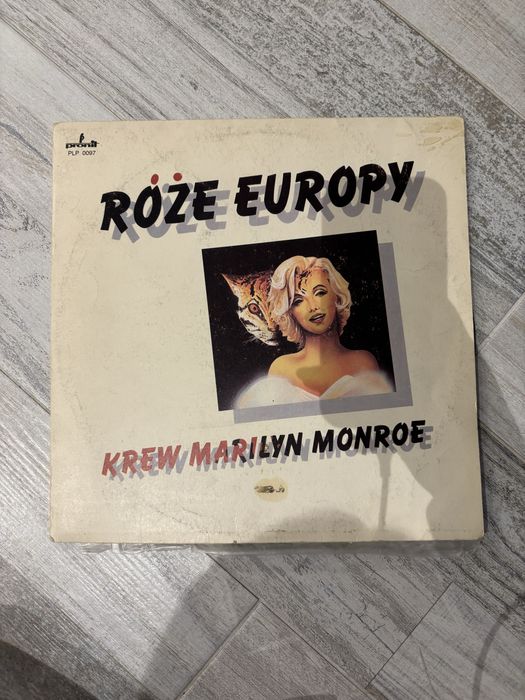 pronit
PLP 0097
RÓŻE EUROPY
KREW MARILYN MONROE